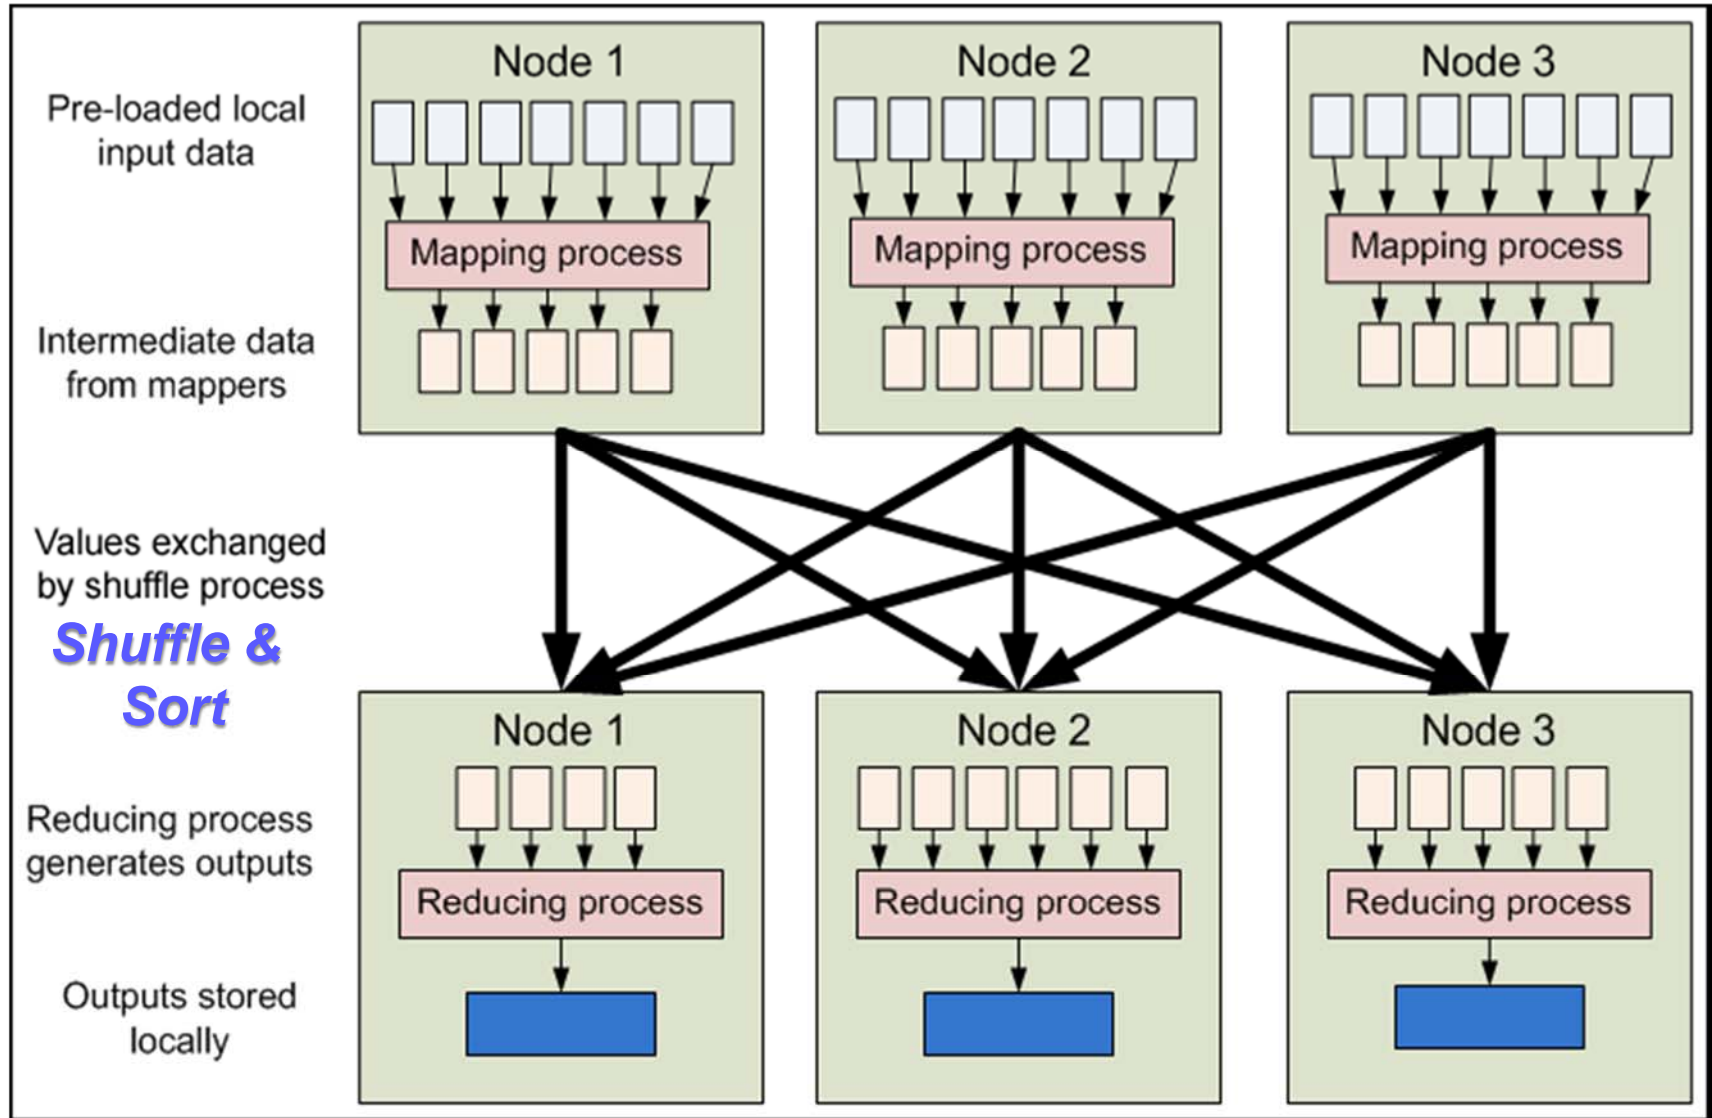 Node 1
Node 2
Node 3
Pre-loaded local
input data
Mapping process
Mapping process
Mapping process
Intermediate data
from mappers
Values exchanged
by shuffle process
Shuffle &
Sort
Node 1
Node 2
Node 3
Reducing process
generates outputs
Reducing process
Reducing process
Reducing process
Outputs stored
locally